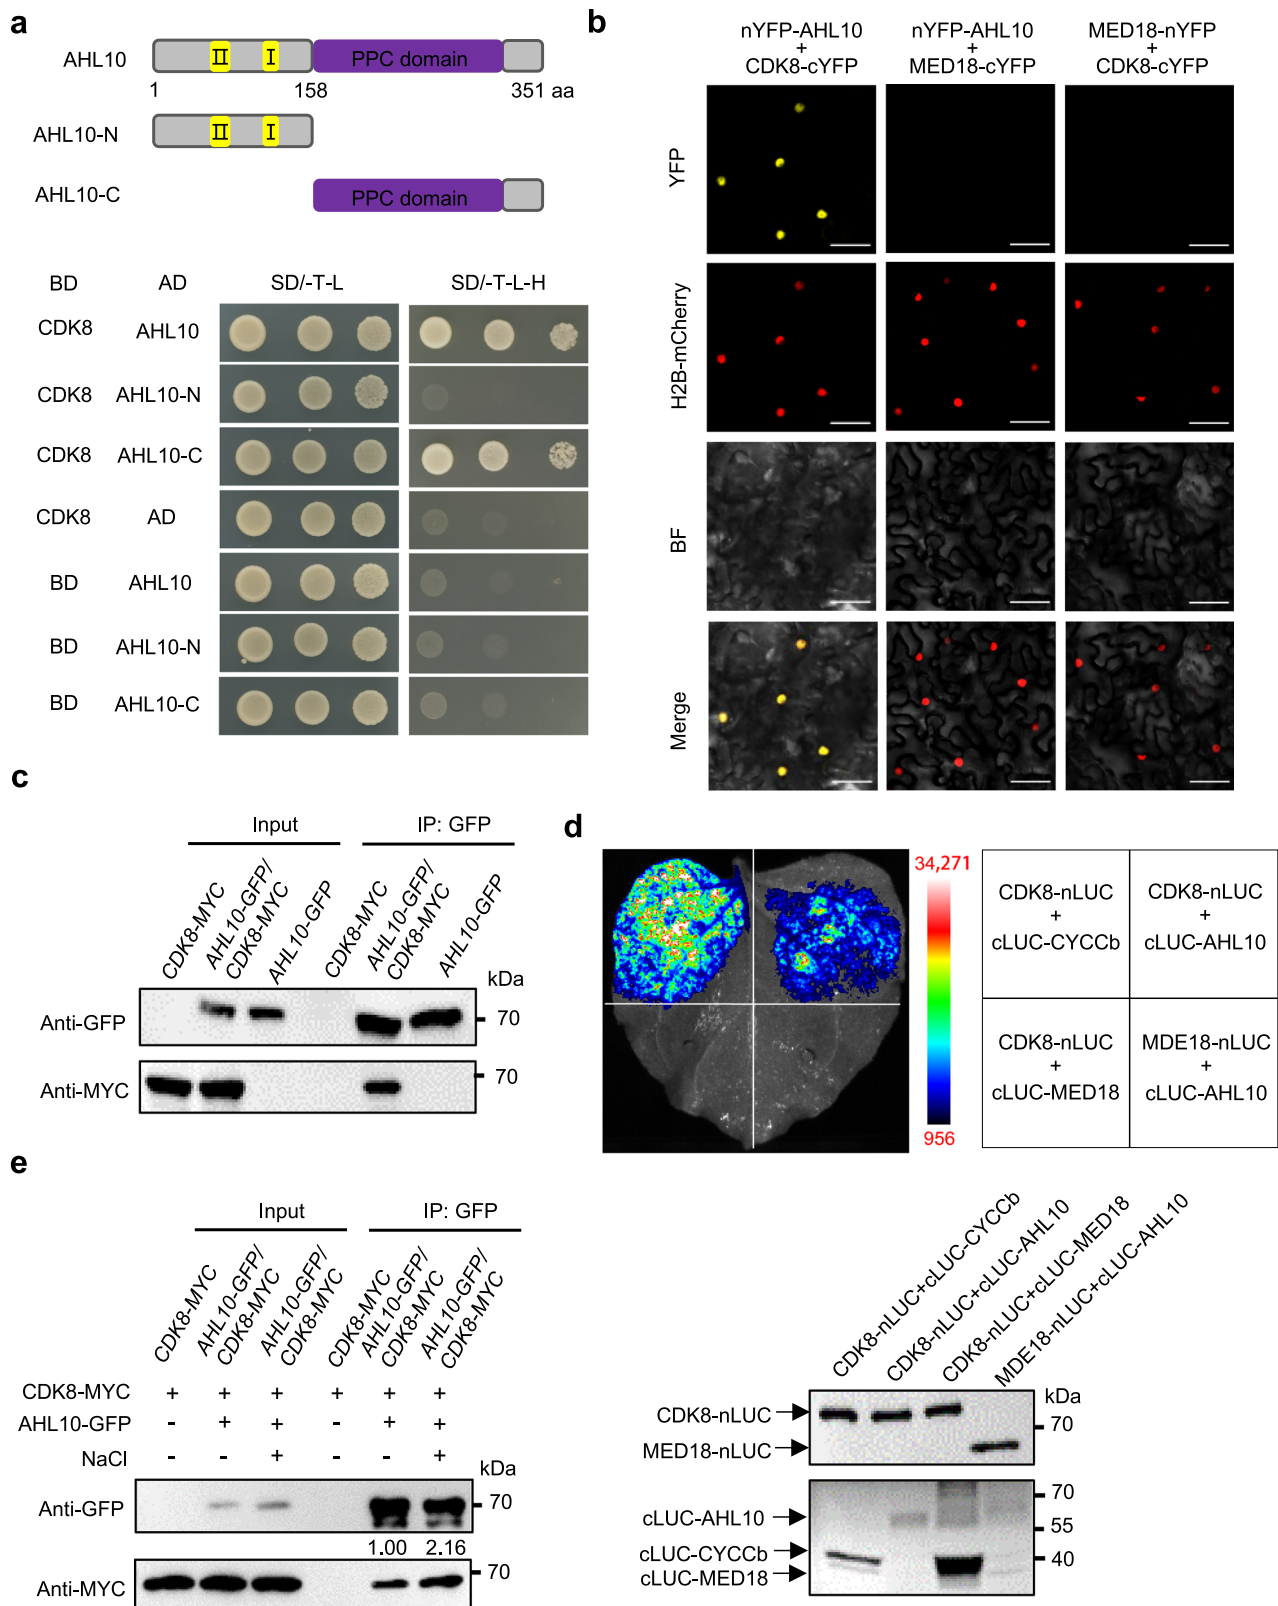 a
AHL10
II
I
PPC domain
1
158
351 aa
AHL10-N
II
I
AHL10-C
PPC domain
BD AD SD/-T-L SD/-T-L-H
CDK8 AHL10
CDK8 AHL10-N
CDK8 AHL10-C
CDK8 AD
BD AHL10
BD AHL10-N
BD AHL10-C
b
nYFP-AHL10
+
CDK8-cYFP
nYFP-AHL10
+
MED18-cYFP
MED18-nYFP
+
CDK8-cYFP
YFP
H2B-mCherry
BF
Merge
c
Input
IP: GFP
CDK8-MYC
AHL10-GFP/
CDK8-MYC
AHL10-GFP
CDK8-MYC
AHL10-GFP/
CDK8-MYC
AHL10-GFP
kDa
Anti-GFP
70
Anti-MYC
70
d
34,271
956
CDK8-nLUC
+
cLUC-CYCCb
CDK8-nLUC
+
cLUC-AHL10
CDK8-nLUC
+
cLUC-MED18
MDE18-nLUC
+
cLUC-AHL10
CDK8-nLUC+cLUC-CYCCb
CDK8-nLUC+cLUC-AHL10
CDK8-nLUC+cLUC-MED18
MDE18-nLUC+cLUC-AHL10
kDa
CDK8-nLUC
70
MED18-nLUC
70
cLUC-AHL10
55
cLUC-CYCCb
40
cLUC-MED18
e
Input
IP: GFP
CDK8-MYC
AHL10-GFP/
CDK8-MYC
AHL10-GFP/
CDK8-MYC
CDK8-MYC
AHL10-GFP/
CDK8-MYC
AHL10-GFP/
CDK8-MYC
CDK8-MYC + + + + + +
AHL10-GFP - + + - + +
NaCl - - + - - +
kDa
Anti-GFP
70
1.00 2.16
Anti-MYC
70